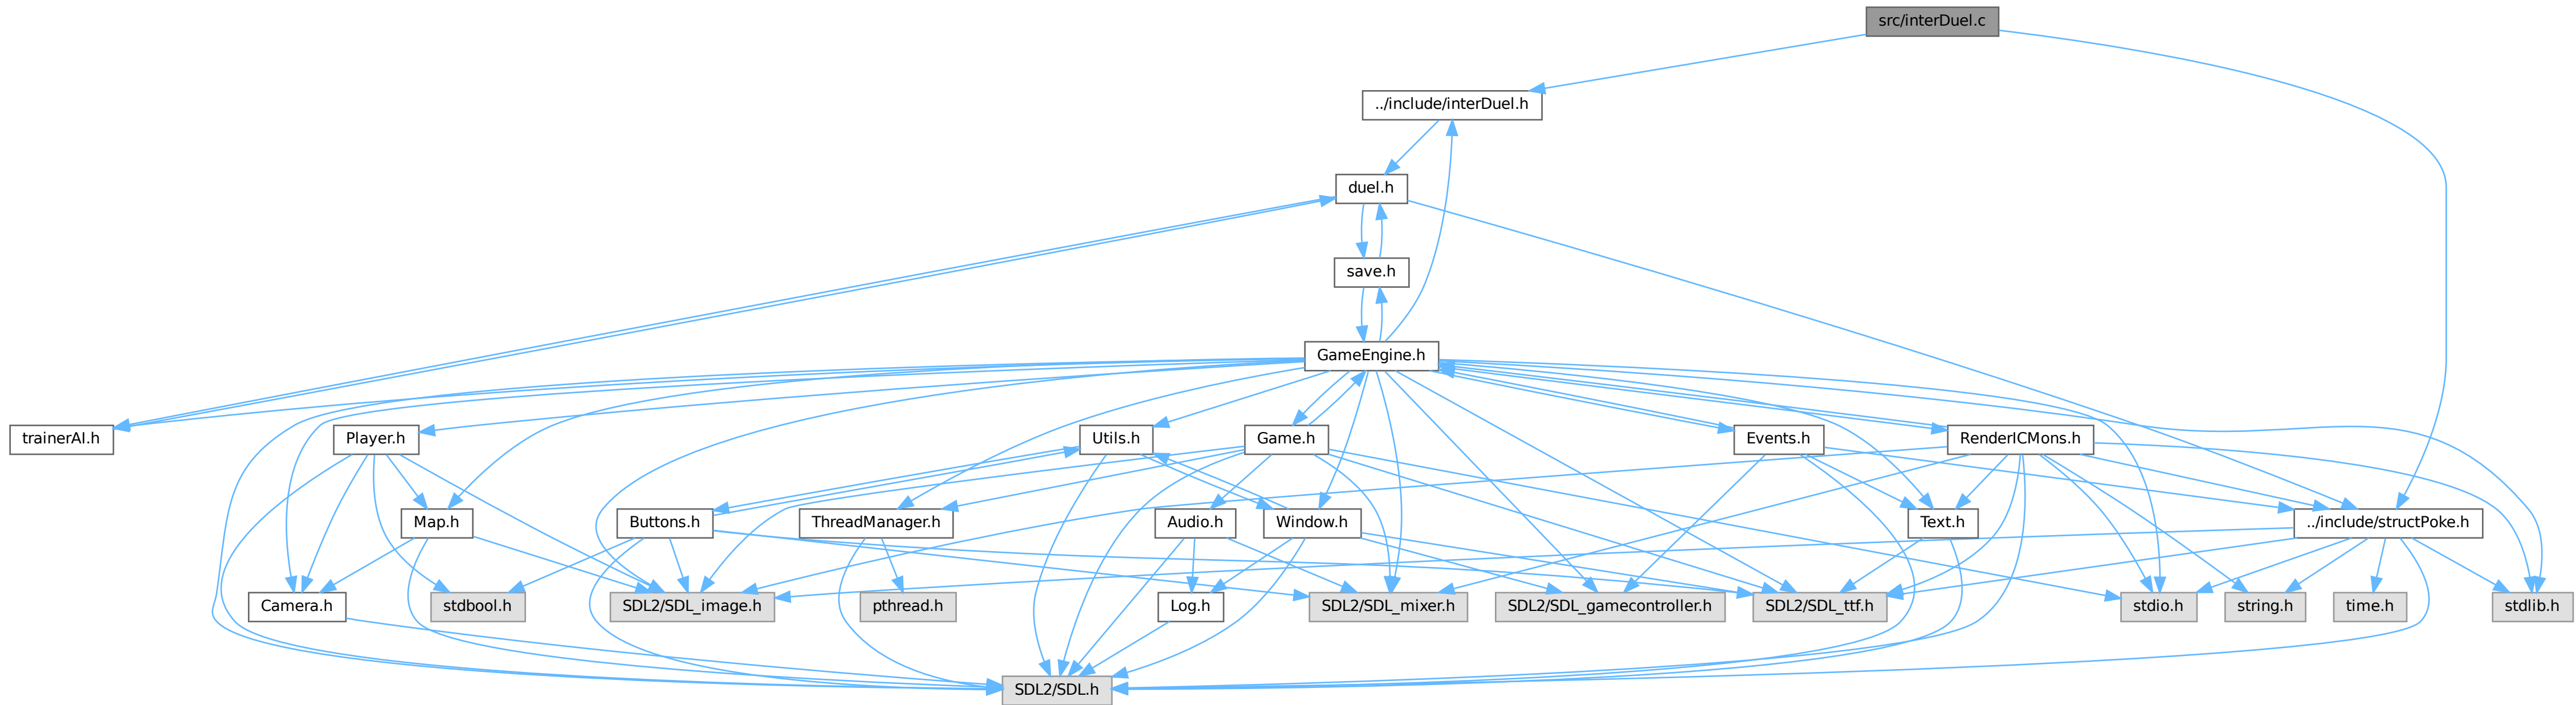 src/interDuel.c
../include/interDuel.h
duel.h
save.h
GameEngine.h
trainerAI.h
Player.h
Utils.h
Game.h
Events.h
RenderICMons.h
Map.h
Buttons.h
ThreadManager.h
Audio.h
Window.h
Text.h
../include/structPoke.h
Camera.h
stdbool.h
SDL2/SDL_image.h
pthread.h
Log.h
SDL2/SDL_mixer.h
SDL2/SDL_gamecontroller.h
SDL2/SDL_ttf.h
stdio.h
string.h
time.h
stdlib.h
SDL2/SDL.h